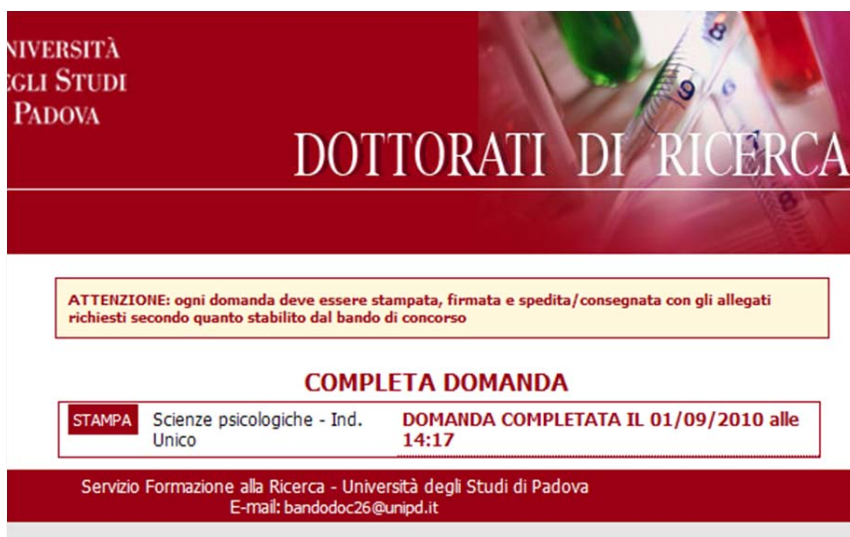 NIVERSITÀ
EGLI STUDI
PADOVA
DOTTORATI DI RICERCA
ATTENZIONE: ogni domanda deve essere stampata, firmata e spedita/consegnata con gli allegati
richiesti secondo quanto stabilito dal bando di concorso
COMPLETA DOMANDA
STAMPA Scienze psicologiche - Ind. DOMANDA COMPLETATA IL 01/09/2010 alle
Unico 14:17
Servizio Formazione alla Ricerca - Università degli Studi di Padova
E-mail: bandodoc26@unipd.it